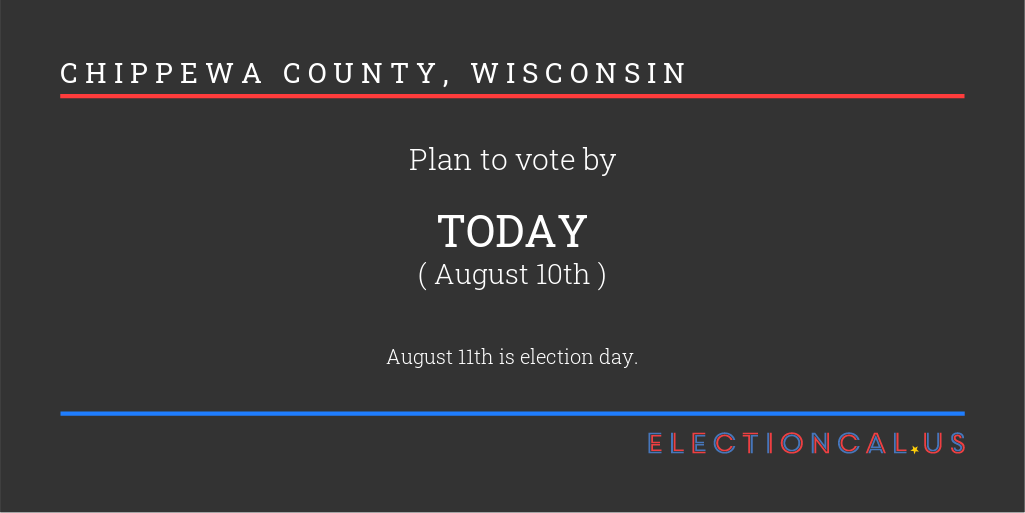 CHIPPEWA COUNTY, WISCONSIN
Plan to vote by
TODAY
( August 10th )
August 11th is election day.
ELECTIONCAL.US